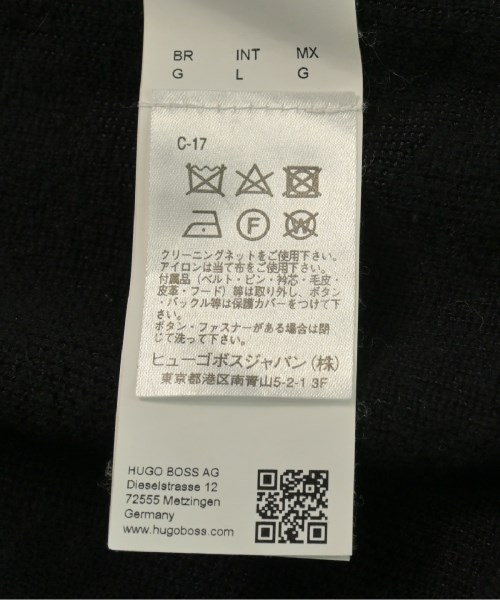 BR INT MX
G L G
C-17
F W
クリーニングネットをご使用下さい。
アイロンは当て布をご使用下さい。
付属品(ベルト・ピン・衿芯・毛皮・
皮革・フード)等は取り外し、ボタン
・バックル等は保護カバーをつけて下
さい。
ボタン・ファスナーがある場合は閉
じて洗って下さい。
ヒューゴボスジャパン(株)
東京都港区南青山5-2-1 3F
HUGO BOSS AG
Dieselstrasse 12
72555 Metzingen
Germany
www.hugoboss.com